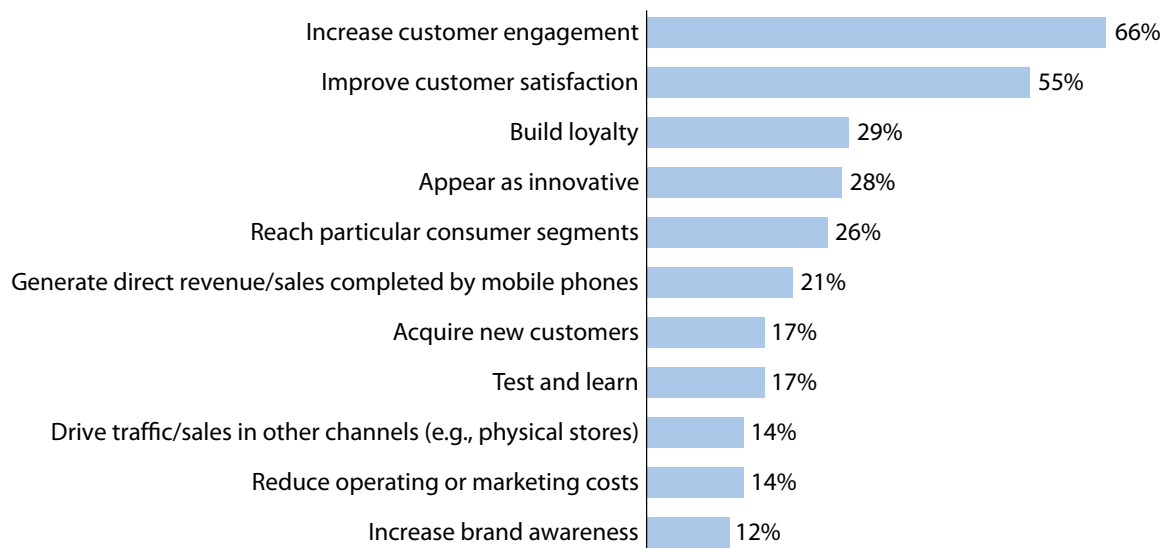 Increase customer engagement 66%
Improve customer satisfaction 55%
Build loyalty 29%
Appear as innovative 28%
Reach particular consumer segments 26%
Generate direct revenue/sales completed by mobile phones 21%
Acquire new customers 17%
Test and learn 17%
Drive traffic/sales in other channels (e.g., physical stores) 14%
Reduce operating or marketing costs 14%
Increase brand awareness 12%